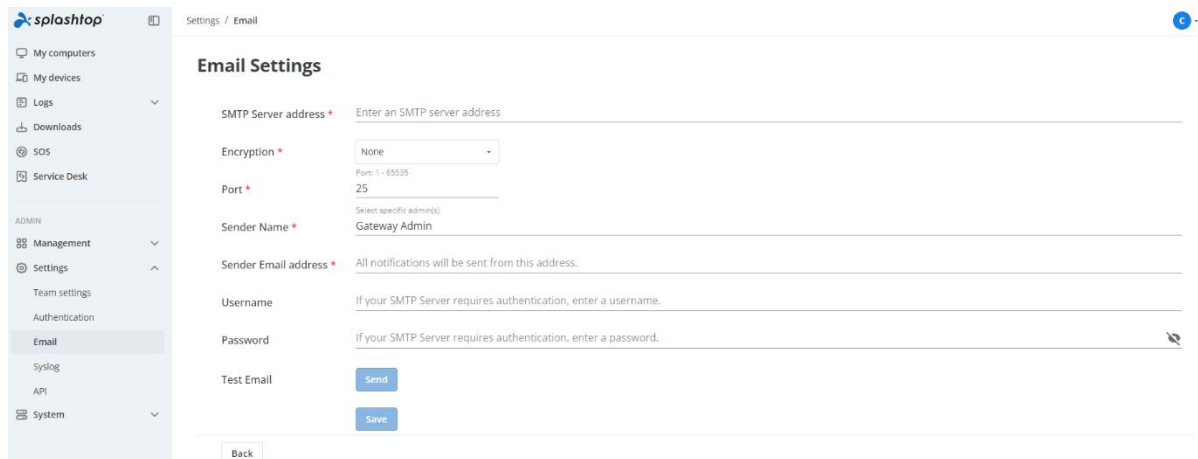 splashtop
Settings / Email
C
My computers
My devices
Logs
Downloads
SOS
Service Desk
ADMIN
Management
Settings
Team settings
Authentication
Email
Syslog
API
System
Email Settings
SMTP Server address * Enter an SMTP server address
Encryption * None
Port: 1 - 65535
Port * 25
Select specific admin(s)
Sender Name * Gateway Admin
Sender Email address * All notifications will be sent from this address.
Username If your SMTP Server requires authentication, enter a username.
Password If your SMTP Server requires authentication, enter a password.
Test Email Send
Save
Back